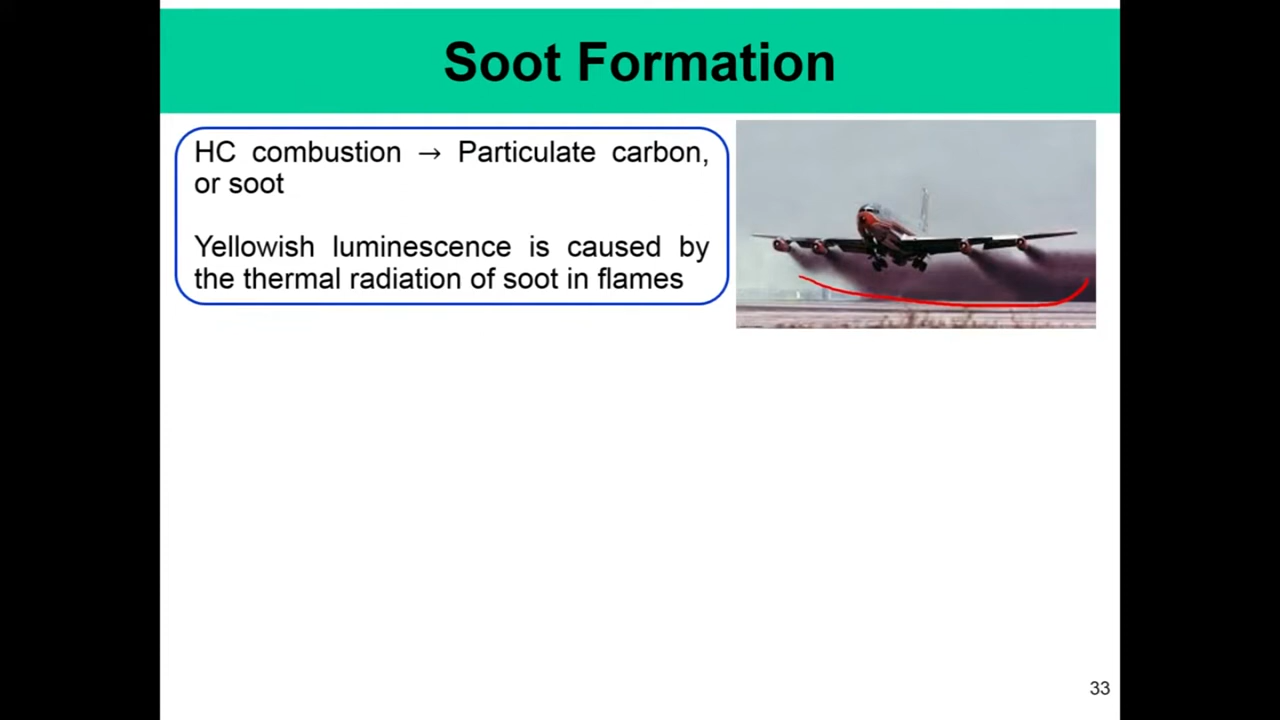 Soot Formation
HC combustion → Particulate carbon,
or soot
Yellowish luminescence is caused by
the thermal radiation of soot in flames
33